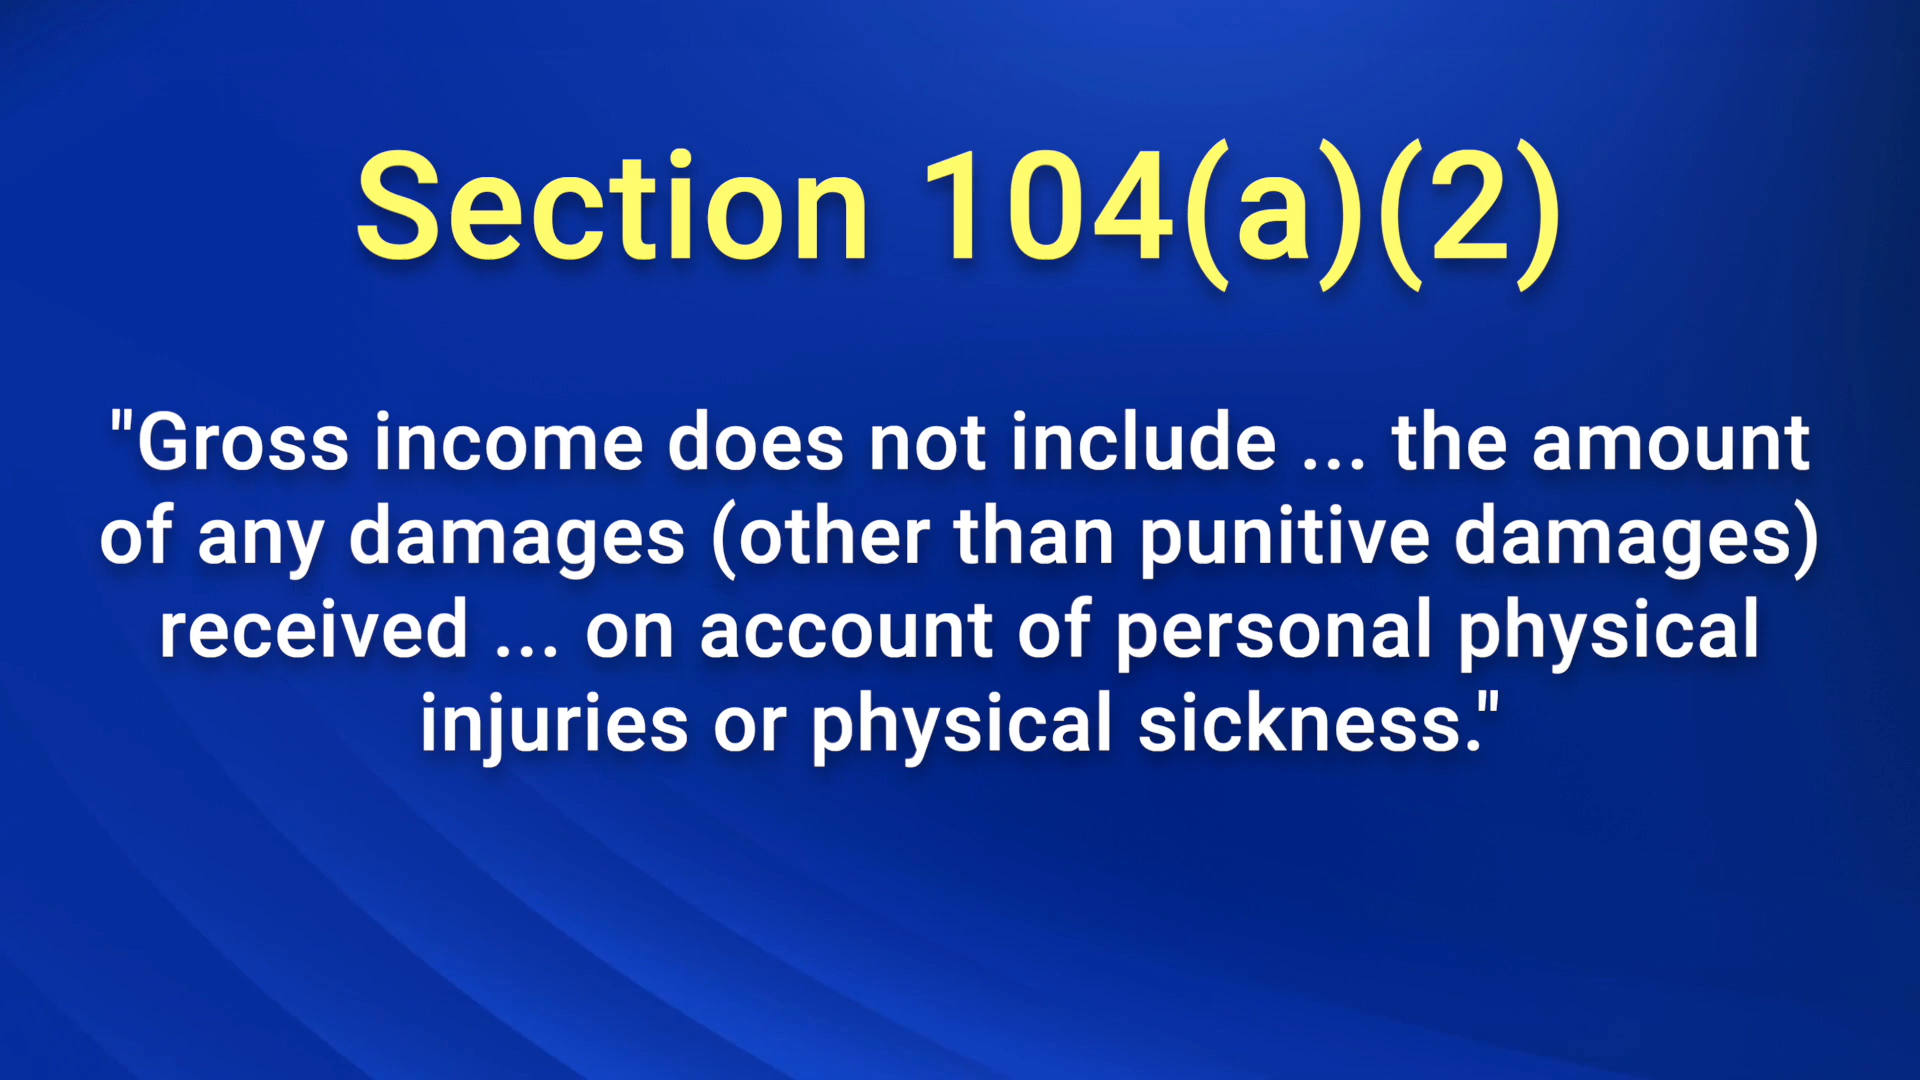 Section 104(a)(2)
"Gross income does not include ... the amount
of any damages (other than punitive damages)
received ... on account of personal physical
injuries or physical sickness."